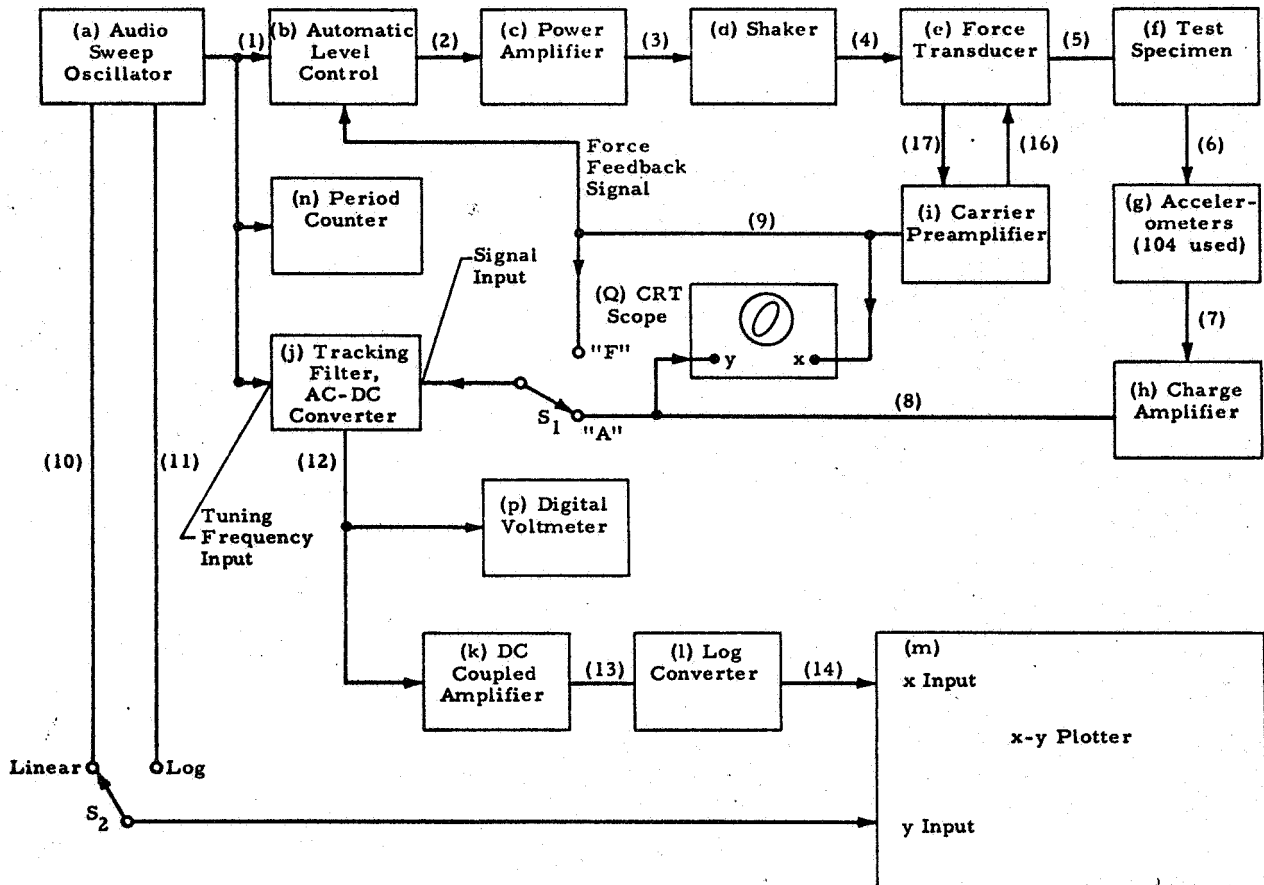 (a) Audio
Sweep
Oscillator
(1)
(b) Automatic
Level
Control
(2)
(c) Power
Amplifier
(3)
(d) Shaker
(4)
(e) Force
Transducer
(5)
(f) Test
Specimen
Force
Feedback
Signal
(17)
(16)
(6)
(n) Period
Counter
(i) Carrier
Preamplifier
(g) Acceler-
ometers
(104 used)
(9)
Signal
Input
(Q) CRT
Scope
y
x
(7)
"F"
(j) Tracking
Filter,
AC-DC
Converter
S1
"A"
(8)
(h) Charge
Amplifier
(10)
(11)
(12)
Tuning
Frequency
Input
(p) Digital
Voltmeter
(k) DC
Coupled
Amplifier
(13)
(l) Log
Converter
(14)
(m)
x Input
x-y Plotter
Linear
Log
S2
y Input